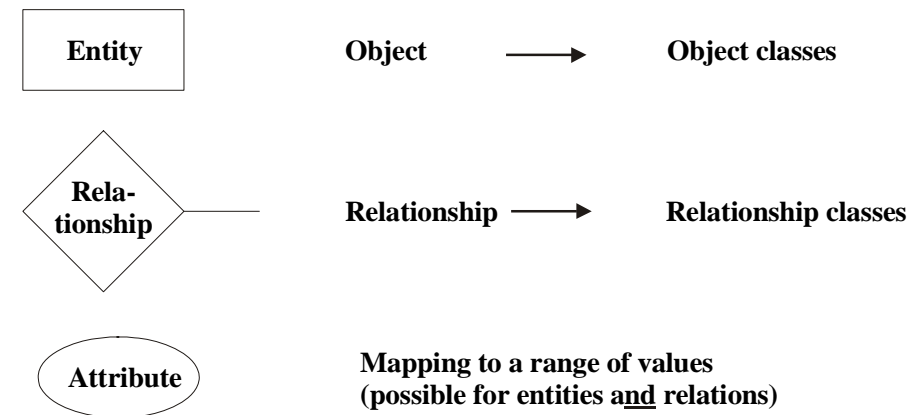 Entity Object Object classes
Rela-
tionship Relationship Relationship classes
Attribute
Mapping to a range of values
(possible for entities and relations)